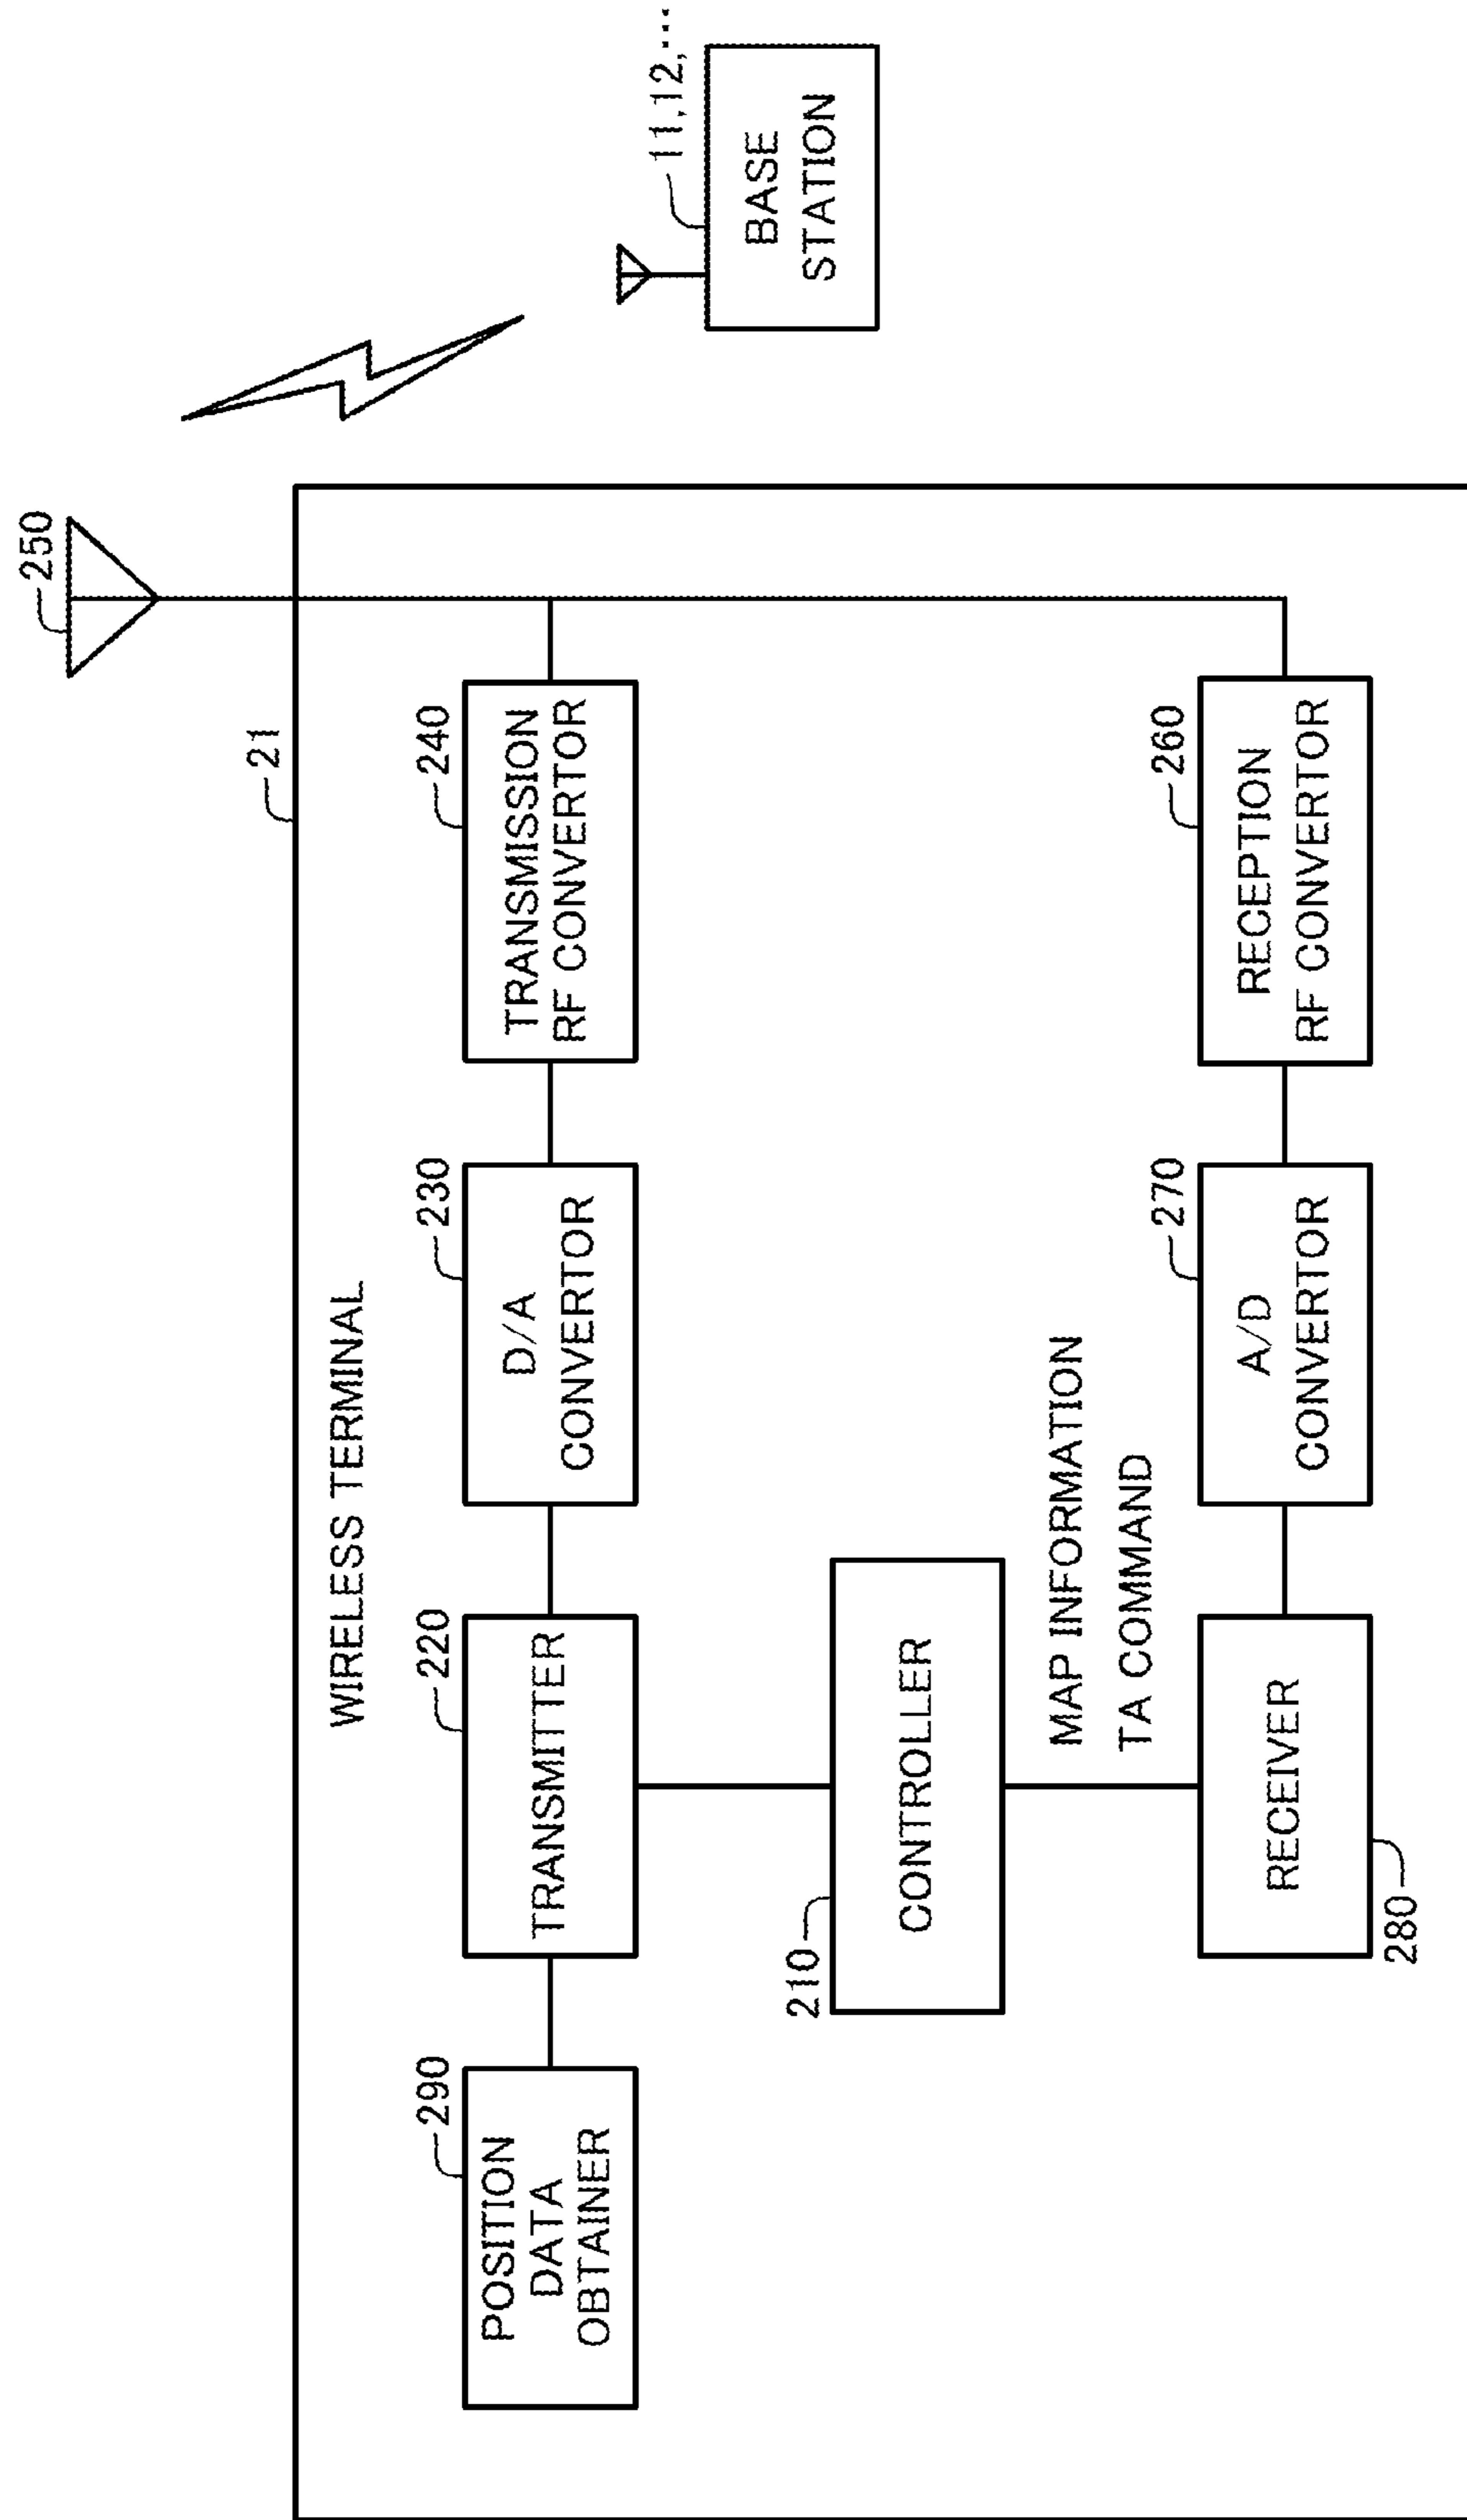 250
21
11,12,...
BASE
STATION
WIRELESS TERMINAL
290
POSITION
DATA
OBTAINER
220
TRANSMITTER
230
D/A
CONVERTOR
240
TRANSMISSION
RF CONVERTOR
210
CONTROLLER
MAP INFORMATION
TA COMMAND
280
RECEIVER
270
A/D
CONVERTOR
260
RECEPTION
RF CONVERTOR